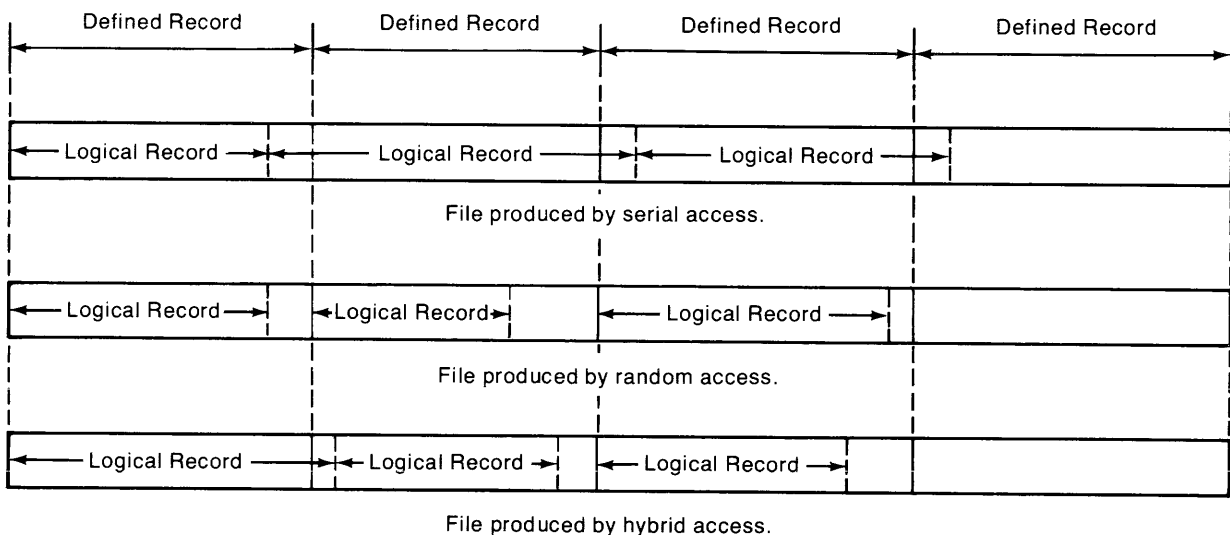 Defined Record Defined Record Defined Record Defined Record
Logical Record Logical Record Logical Record
File produced by serial access.
Logical Record Logical Record Logical Record
File produced by random access.
Logical Record Logical Record Logical Record
File produced by hybrid access.